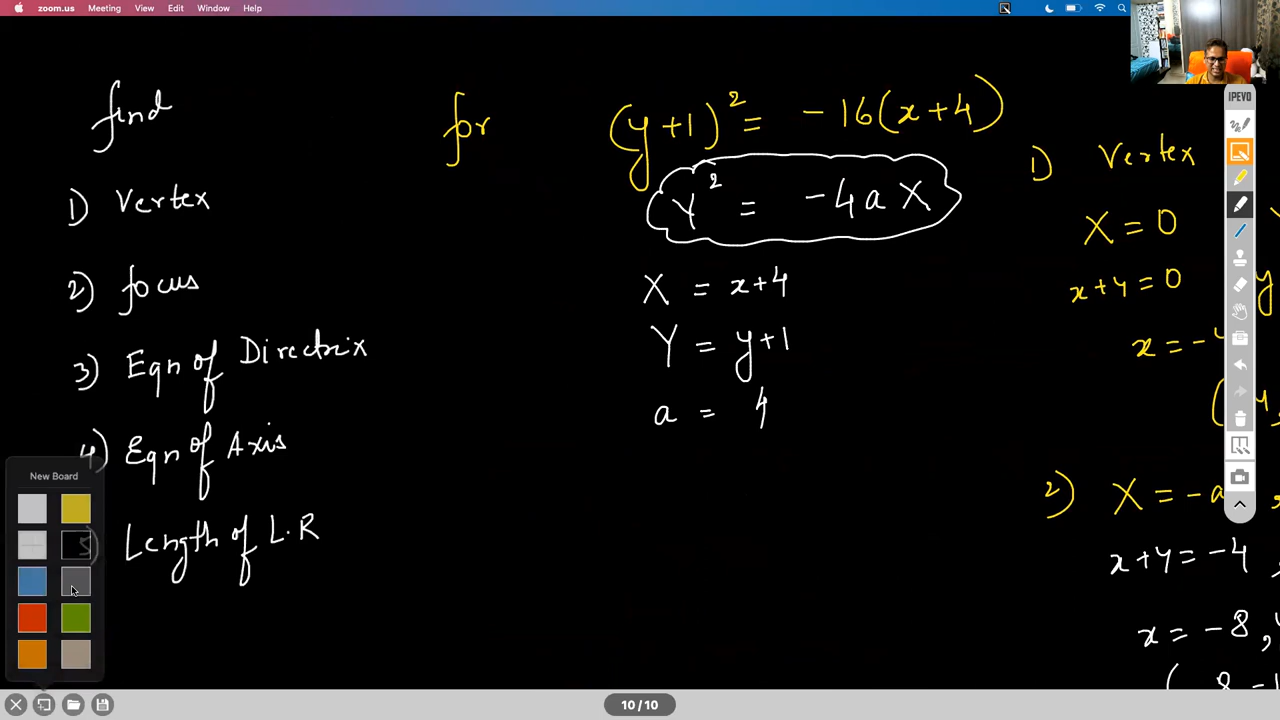 zoom.us Meeting View Edit Window Help
IPEVO
find
1) Vertex
2) focus
3) Eqn of Directrix
4) Eqn of Axis
5) Length of L.R
for (y+1)² = -16(x+4)
Y² = -4aX
X = x+4
Y = y+1
a = 4
1) Vertex
X = 0
x+4=0
y
x = -4
2) X = -a
x+4 = -4
x = -8,
New Board
10/10